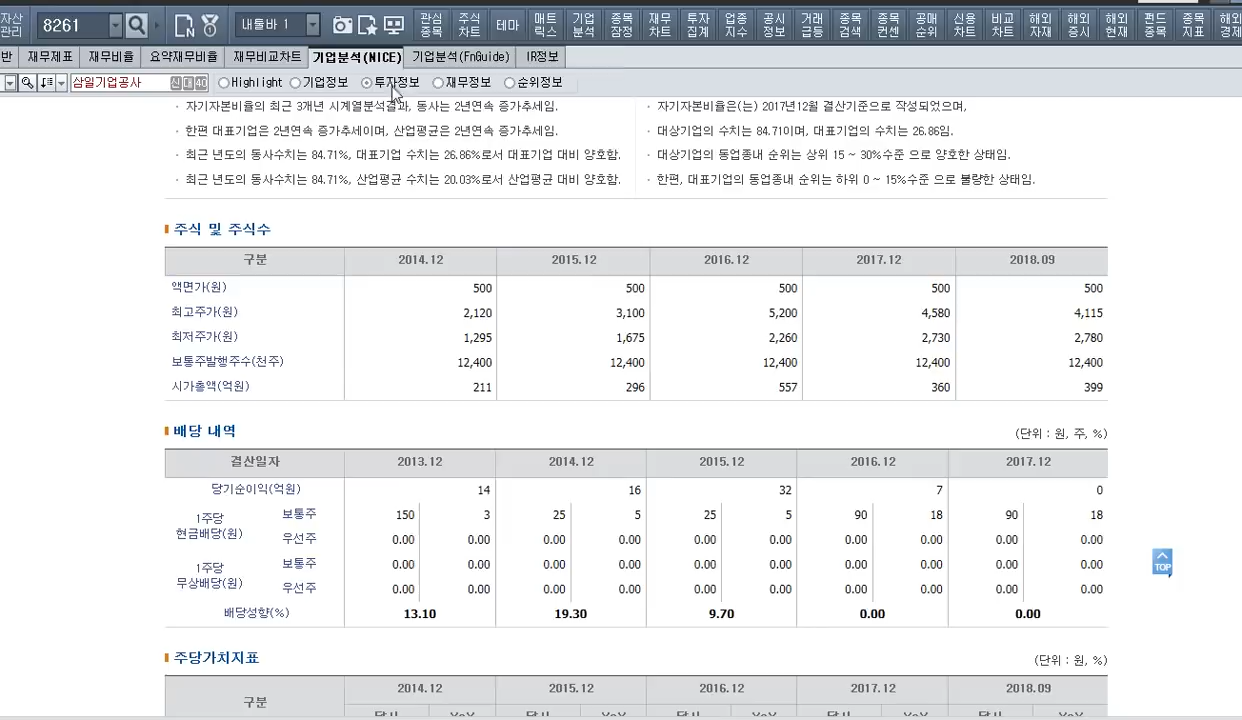 자산 관리 8261 내툴바 1 관심 종목 주식 차트 테마 매트 릭스 기업 분석 종목 잠정 재무 차트 투자 집계 업종 지수 공시 정보 거래 급등 종목 검색 종목 컨센 공매 순위 신용 차트 비교 차트 해외 자재 해외 증시 해외 현재 펀드 종목 종목 지표 해외 경제
반 재무제표 재무비율 요약재무비율 재무비교차트 기업분석(NICE) 기업분석(FnGuide) IR정보
삼일기업공사 신 대 40 Highlight 기업정보 투자정보 재무정보 순위정보
· 자기자본비율의 최근 3개년 시계열분석결과, 동사는 2년연속 증가추세임.
· 한편 대표기업은 2년연속 증가추세이며, 산업평균은 2년연속 증가추세임.
· 최근 년도의 동사수치는 84.71%, 대표기업 수치는 26.86%로서 대표기업 대비 양호함.
· 최근 년도의 동사수치는 84.71%, 산업평균 수치는 20.03%로서 산업평균 대비 양호함.
· 자기자본비율은(는) 2017년12월 결산기준으로 작성되었으며,
· 대상기업의 수치는 84.71이며, 대표기업의 수치는 26.86임.
· 대상기업의 동업종내 순위는 상위 15 ~ 30%수준 으로 양호한 상태임.
· 한편, 대표기업의 동업종내 순위는 하위 0 ~ 15%수준 으로 불량한 상태임.
주식 및 주식수
구분 2014.12 2015.12 2016.12 2017.12 2018.09
액면가(원) 500 500 500 500 500
최고주가(원) 2,120 3,100 5,200 4,580 4,115
최저주가(원) 1,295 1,675 2,260 2,730 2,780
보통주발행주수(천주) 12,400 12,400 12,400 12,400 12,400
시가총액(억원) 211 296 557 360 399
배당 내역 (단위 : 원, 주, %)
결산일자 2013.12 2014.12 2015.12 2016.12 2017.12
당기순이익(억원) 14 16 32 7 0
1주당 현금배당(원) 보통주 150 3 25 5 25 5 90 18 90 18
우선주 0.00 0.00 0.00 0.00 0.00 0.00 0.00 0.00 0.00 0.00
1주당 무상배당(원) 보통주 0.00 0.00 0.00 0.00 0.00 0.00 0.00 0.00 0.00 0.00
우선주 0.00 0.00 0.00 0.00 0.00 0.00 0.00 0.00 0.00 0.00
배당성향(%) 13.10 19.30 9.70 0.00 0.00
TOP
주당가치지표 (단위 : 원, %)
구분 2014.12 2015.12 2016.12 2017.12 2018.09
당사 YoY 당사 YoY 당사 YoY 당사 YoY 당사 YoY